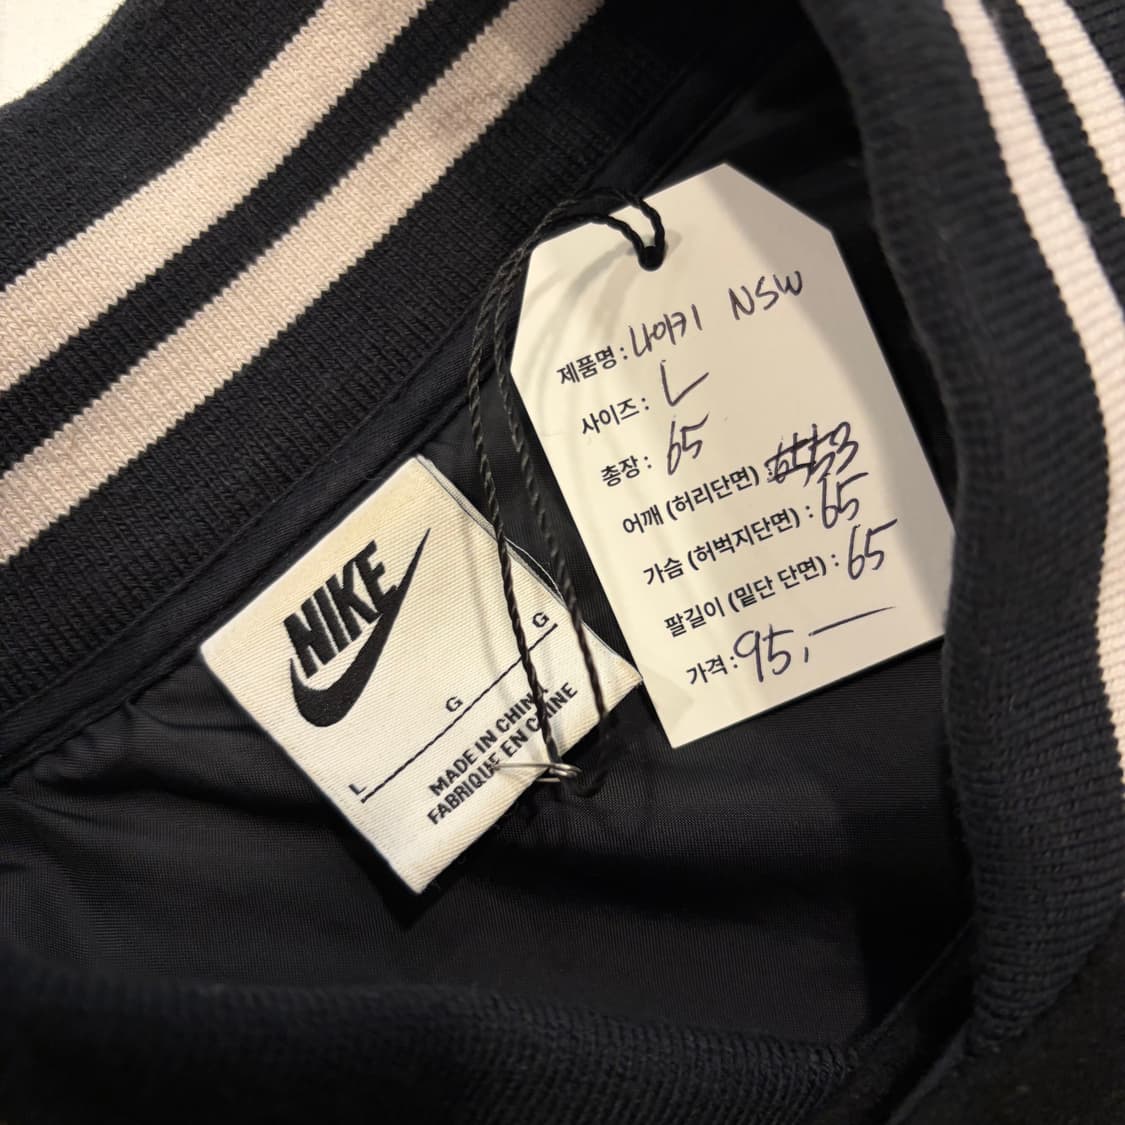 제품명 : 나이키 NSW
사이즈 : L
총장 : 65
어깨 (허리단면) : 53
가슴 (허벅지단면) : 65
팔길이 (밑단 단면) : 65
가격 : 95,—
NIKE
L G G
MADE IN CHINA
FABRIQUÉ EN CHINE